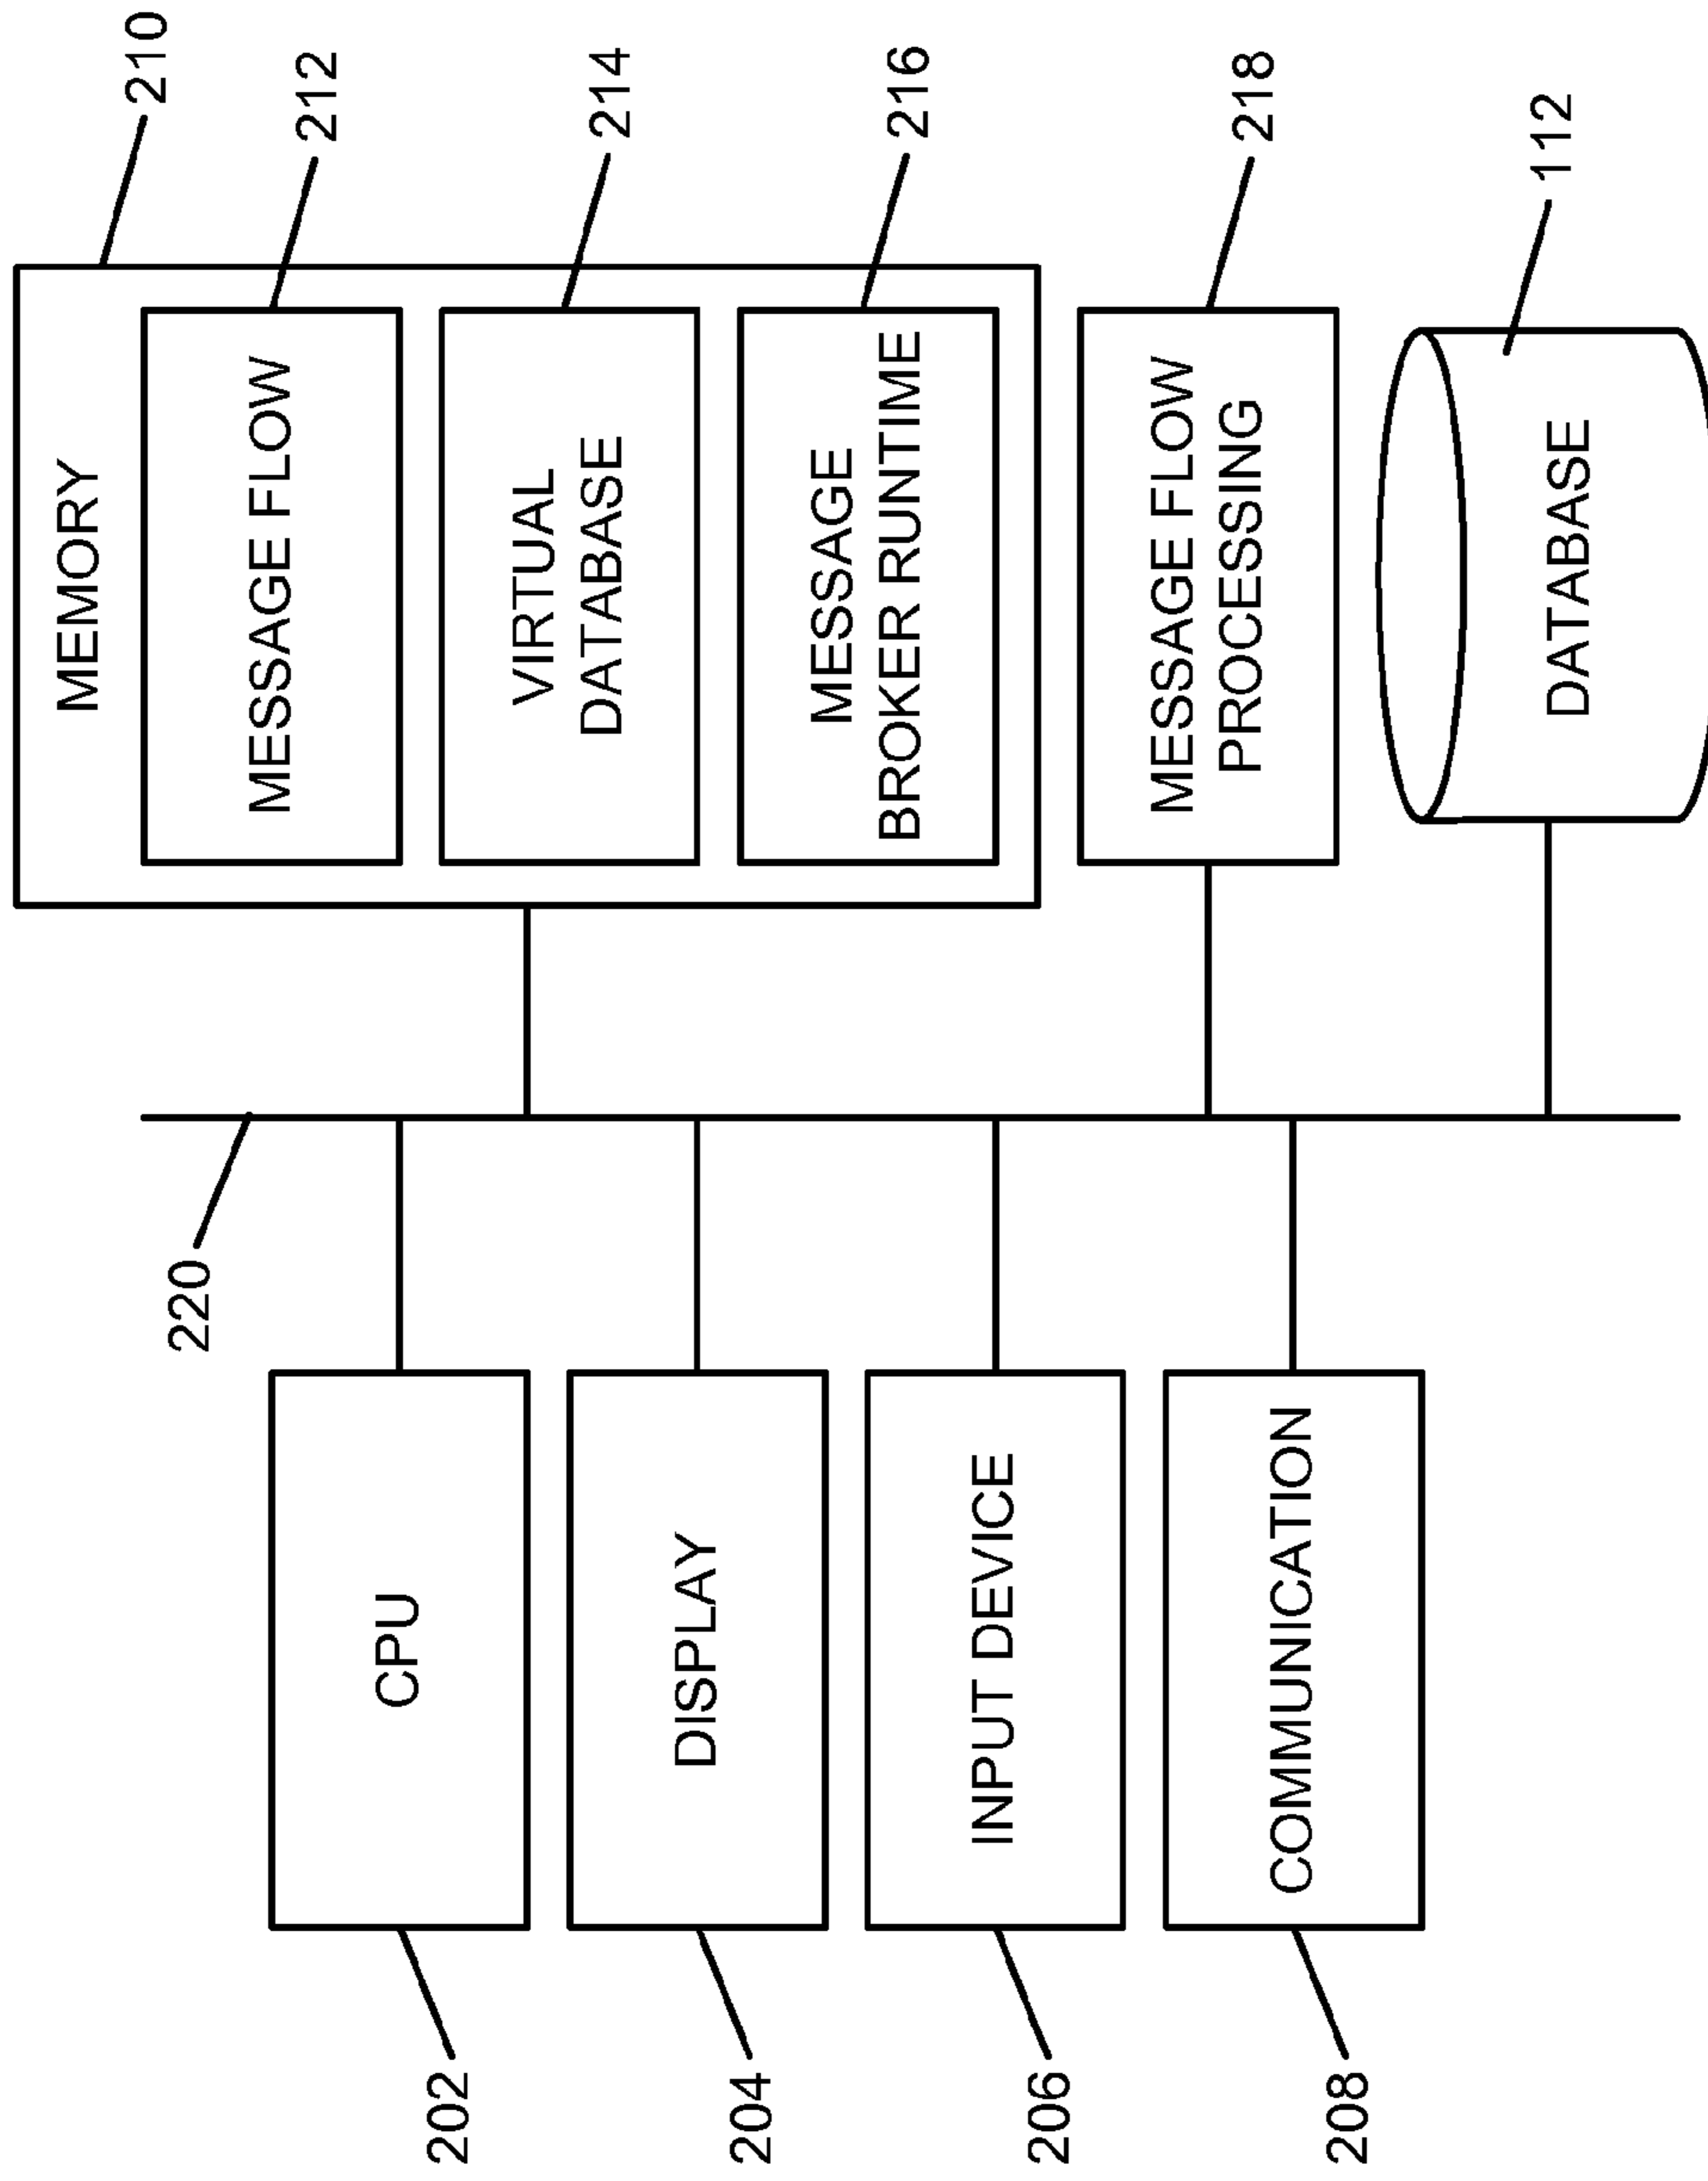 202
CPU
204
DISPLAY
206
INPUT DEVICE
208
COMMUNICATION
220
MEMORY
210
MESSAGE FLOW
212
VIRTUAL
DATABASE
214
MESSAGE
BROKER RUNTIME
216
MESSAGE FLOW
PROCESSING
218
DATABASE
112